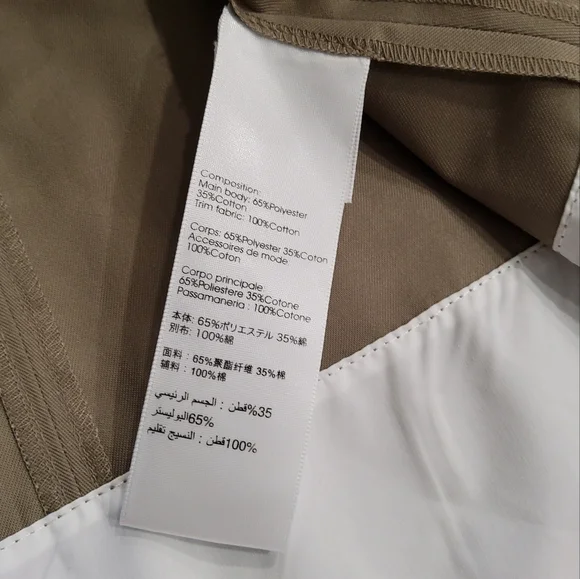 Composition:
Main body: 65%Polyester
35%Cotton
Trim fabric: 100%Cotton
Corps: 65%Polyester 35%Coton
Accessoires de mode
100%Coton
Corpo principale
65%Poliestere 35%Cotone
Passamaneria : 100%Cotone
本体: 65%ポリエステル 35%綿
別布: 100%綿
面料 : 65%聚酯纤维 35%棉
辅料 : 100%棉
35%قطن : الجسم الرئيسي
65%البوليستر
100%قطن : النسيج تقليم